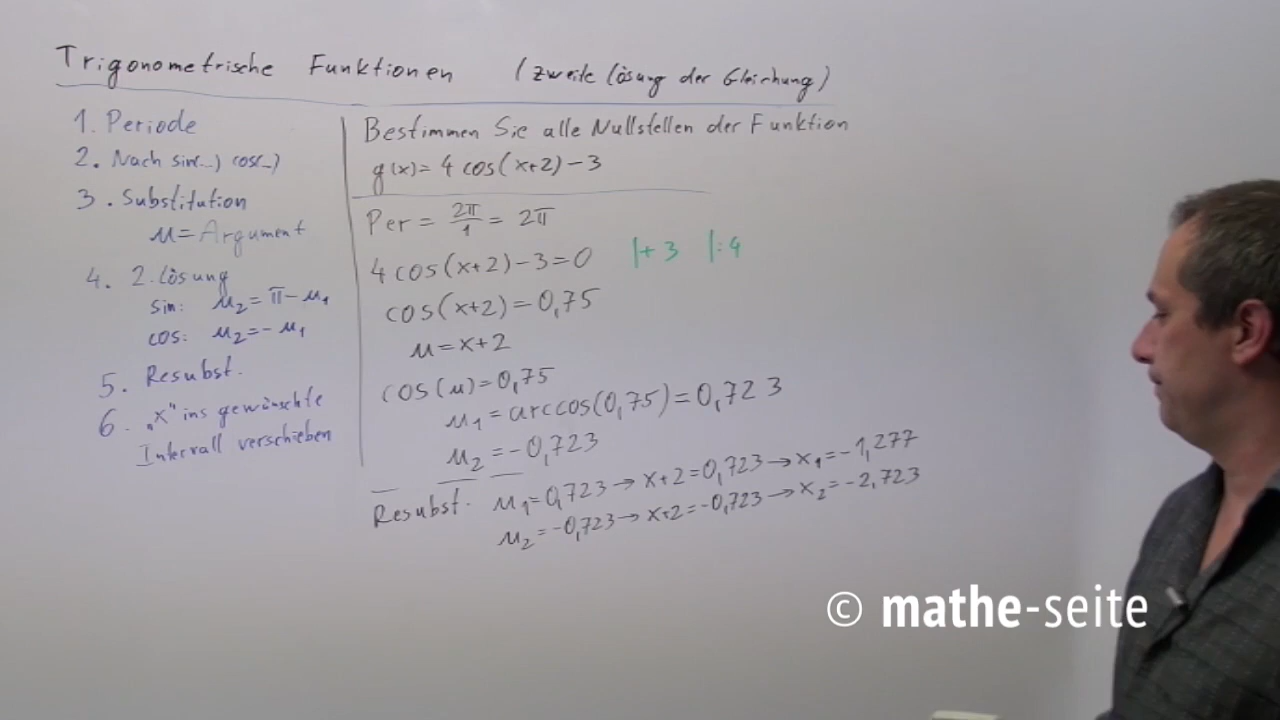 Trigonometrische Funktionen (zweite Lösung der Gleichung)
1. Periode
2. Nach sin(...) cos(...)
3. Substitution
u = Argument
4. 2. Lösung
sin: u₂ = π - u₁
cos: u₂ = - u₁
5. Resubst.
6. „x" ins gewünschte
Intervall verschieben
Bestimmen Sie alle Nullstellen der Funktion
g(x) = 4 cos(x+2) - 3
Per = 2π/1 = 2π
4 cos(x+2) - 3 = 0 |+3 |:4
cos(x+2) = 0,75
u = x+2
cos(u) = 0,75
u₁ = arccos(0,75) = 0,723
u₂ = -0,723
Resubst. u₁ = 0,723 → x+2 = 0,723 → x₁ = -1,277
u₂ = -0,723 → x+2 = -0,723 → x₂ = -2,723
© mathe-seite